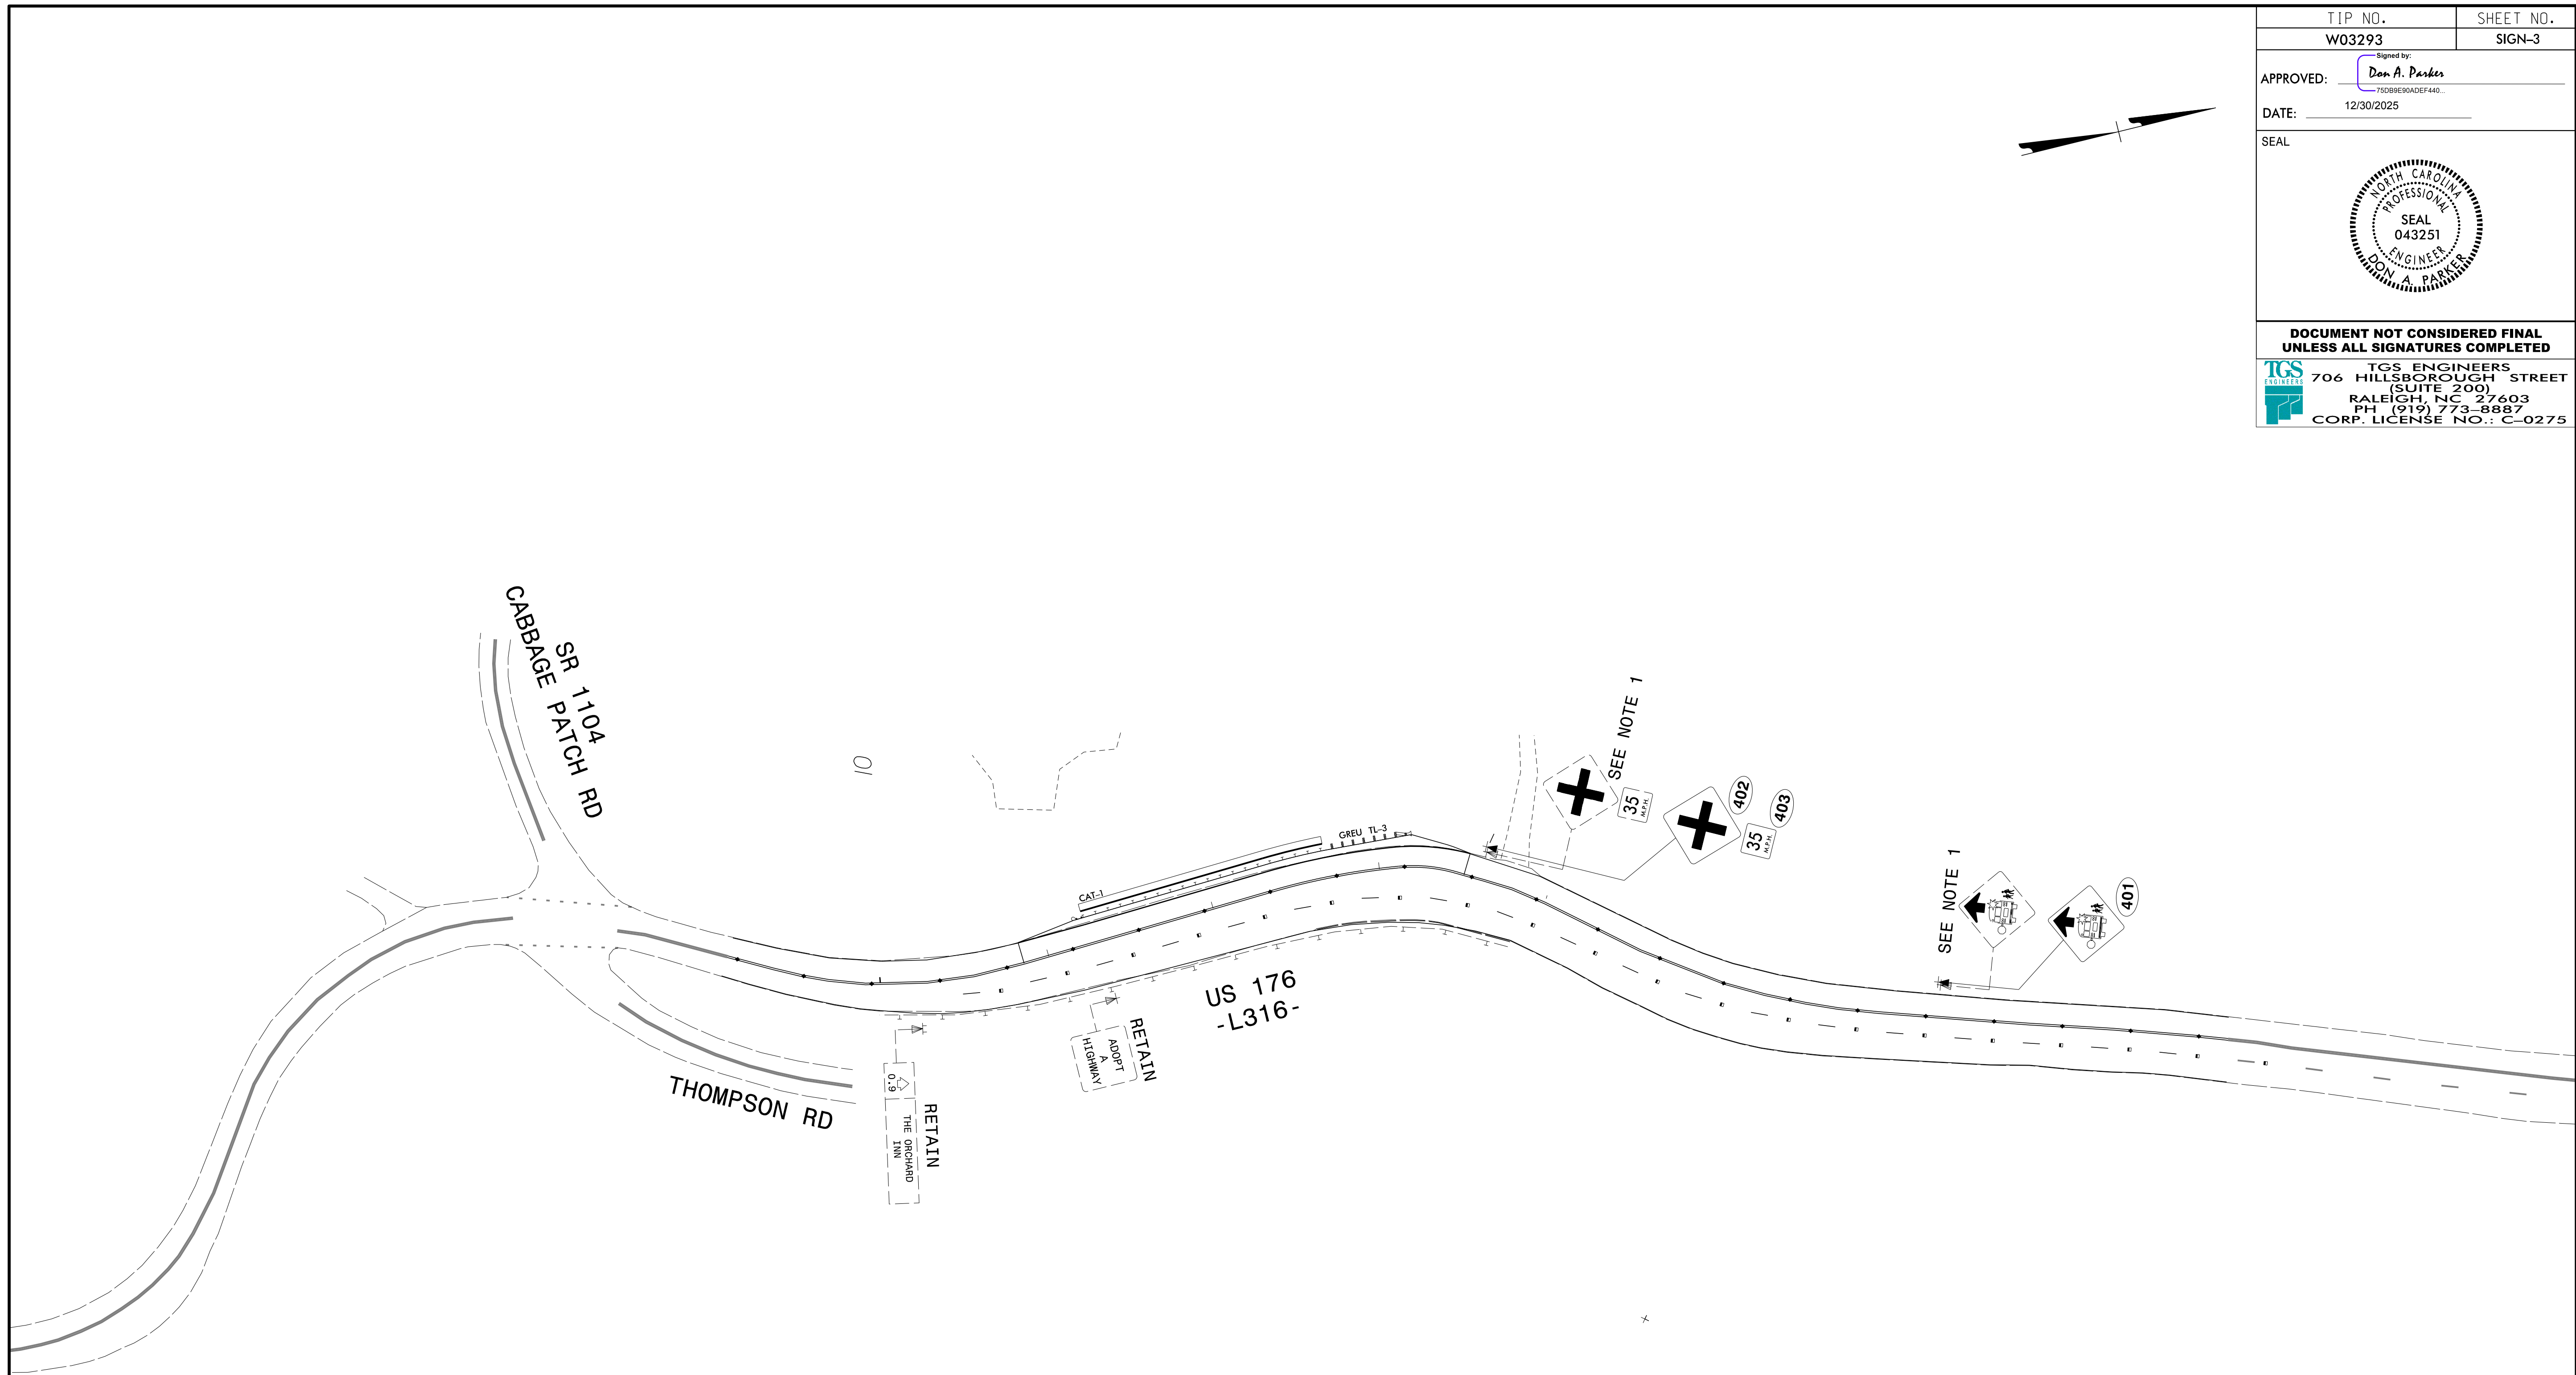 TIP NO.
SHEET NO.
W03293
SIGN–3
Signed by:
APPROVED:
Don A. Parker
75DB9E90ADEF440...
DATE:
12/30/2025
SEAL
NORTH CAROLINA
PROFESSIONAL
SEAL
043251
ENGINEER
DON A. PARKER
DOCUMENT NOT CONSIDERED FINAL
UNLESS ALL SIGNATURES COMPLETED
TGS
ENGINEERS
TGS ENGINEERS
706 HILLSBOROUGH STREET
(SUITE 200)
RALEIGH, NC 27603
PH (919) 773–8887
CORP. LICENSE NO.: C–0275
SR 1104
CABBAGE PATCH RD
10
SEE NOTE 1
35
M.P.H.
402
35
M.P.H.
403
GREU TL–3
CAT–1
SEE NOTE 1
401
US 176
-L316-
RETAIN
ADOPT
A
HIGHWAY
THOMPSON RD
RETAIN
0.9
THE ORCHARD
INN